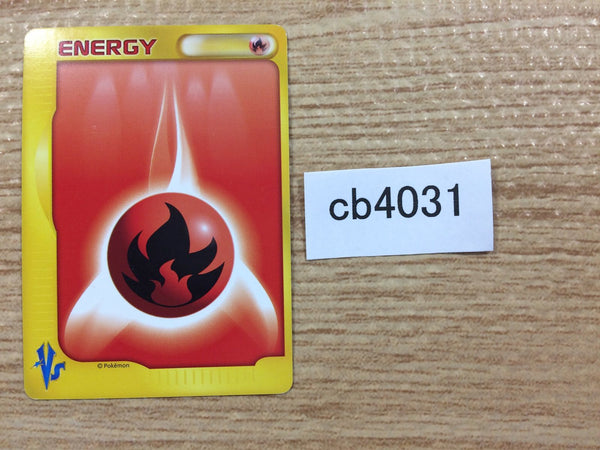 ENERGY
cb4031
VS
© Pokémon